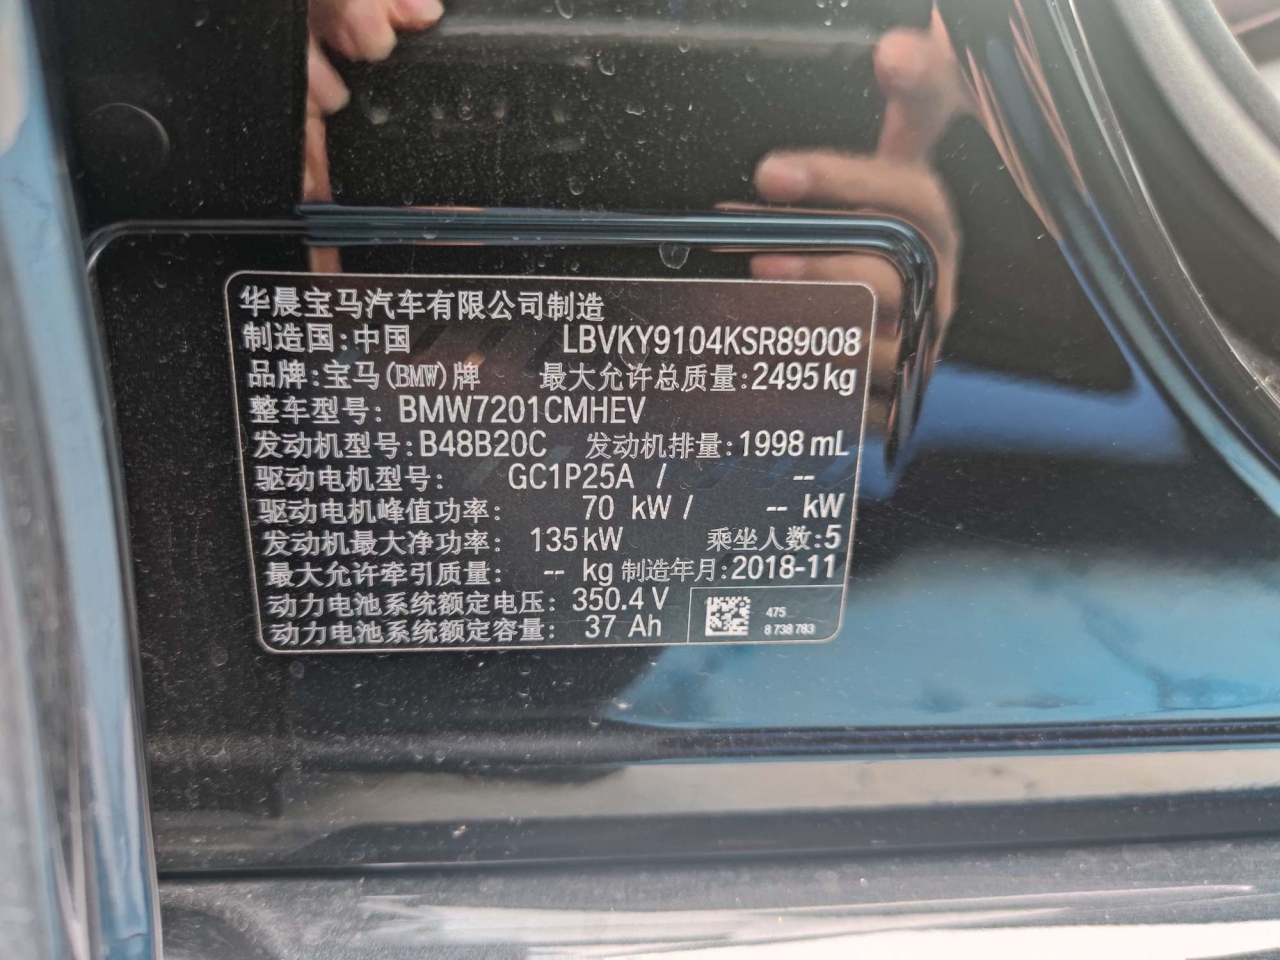 华晨宝马汽车有限公司制造
制造国:中国 LBVKY9104KSR89008
品牌:宝马(BMW)牌 最大允许总质量:2495kg
整车型号: BMW7201CMHEV
发动机型号:B48B20C 发动机排量:1998 mL
驱动电机型号: GC1P25A / --
驱动电机峰值功率: 70 kW / -- kW
发动机最大净功率: 135kW 乘坐人数:5
最大允许牵引质量: -- kg 制造年月:2018-11
动力电池系统额定电压: 350.4 V
动力电池系统额定容量: 37 Ah
475
8 738 783